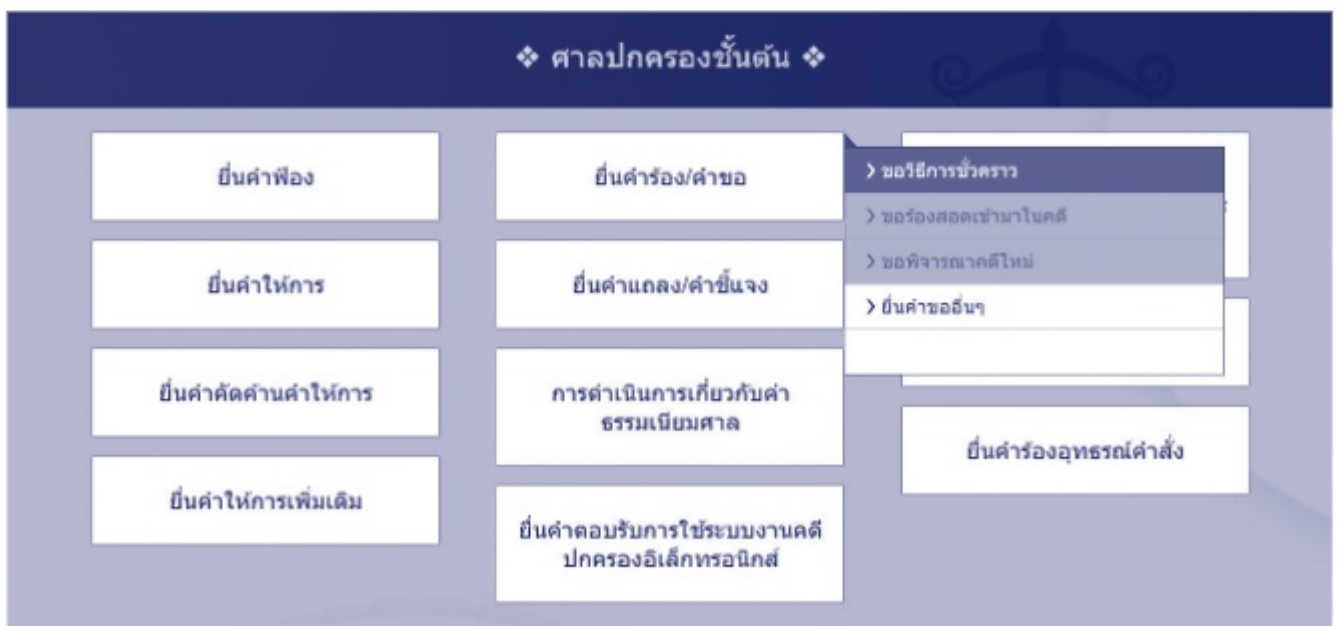 ❖ ศาลปกครองชั้นต้น ❖
ยื่นคำฟ้อง
ยื่นคำให้การ
ยื่นคำคัดค้านคำให้การ
ยื่นคำให้การเพิ่มเติม
ยื่นคำร้อง/คำขอ
ยื่นคำแถลง/คำชี้แจง
การดำเนินการเกี่ยวกับค่า
ธรรมเนียมศาล
ยื่นคำตอบรับการใช้ระบบงานคดี
ปกครองอิเล็กทรอนิกส์
> ขอวิธีการชั่วคราว
> ขอร้องสอดเข้ามาในคดี
> ขอพิจารณาคดีใหม่
> ยื่นคำขออื่นๆ
ยื่นคำร้องอุทธรณ์คำสั่ง